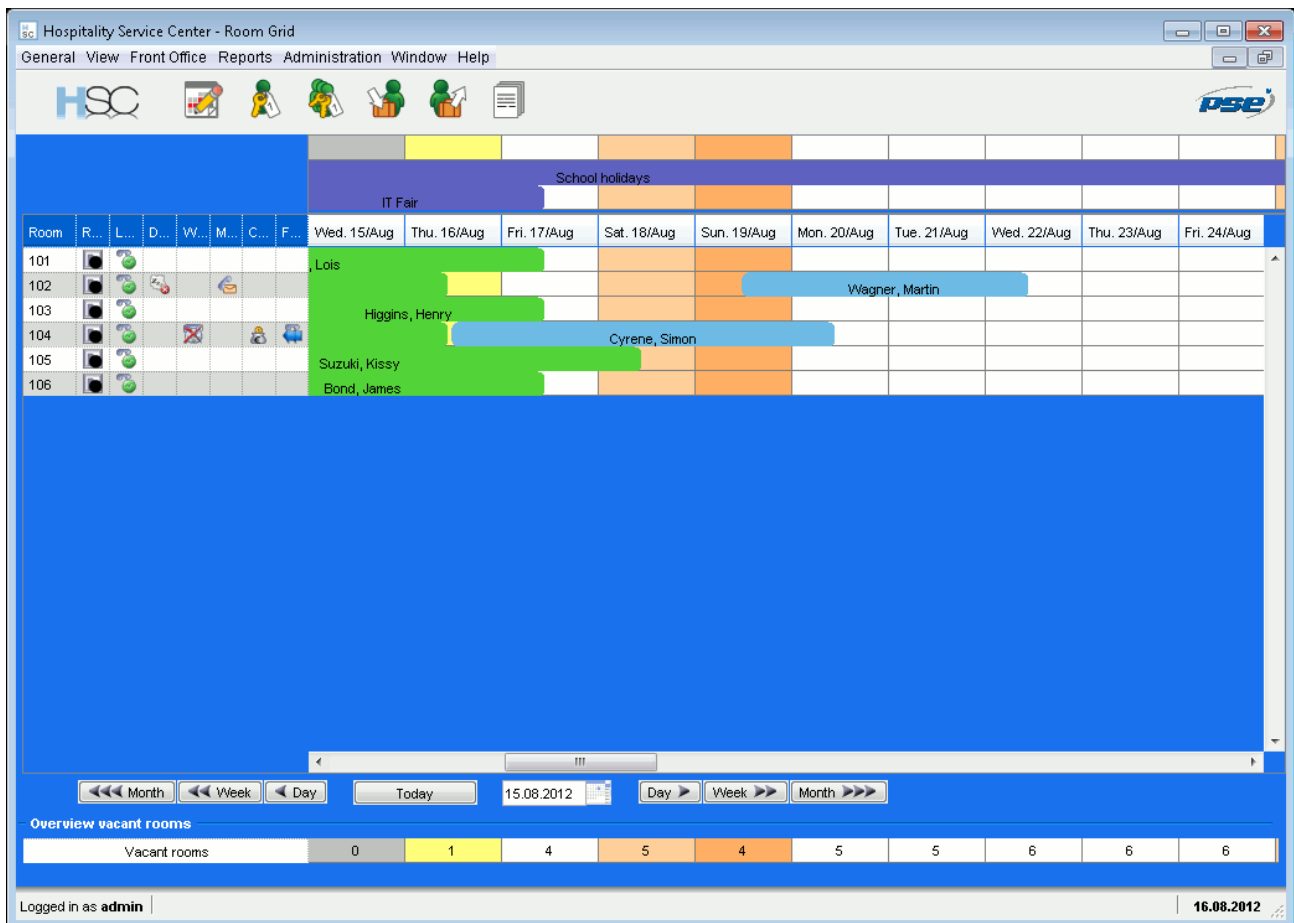 HSC Hospitality Service Center - Room Grid
General View Front Office Reports Administration Window Help
HSC pse
School holidays
IT Fair
Room R... L... D... W... M... C... F... Wed. 15/Aug Thu. 16/Aug Fri. 17/Aug Sat. 18/Aug Sun. 19/Aug Mon. 20/Aug Tue. 21/Aug Wed. 22/Aug Thu. 23/Aug Fri. 24/Aug
101 , Lois
102 Wagner, Martin
103 Higgins, Henry
104 Cyrene, Simon
105 Suzuki, Kissy
106 Bond, James
Month Week Day Today 15.08.2012 Day Week Month
Overview vacant rooms
Vacant rooms 0 1 4 5 4 5 5 6 6 6
Logged in as admin 16.08.2012